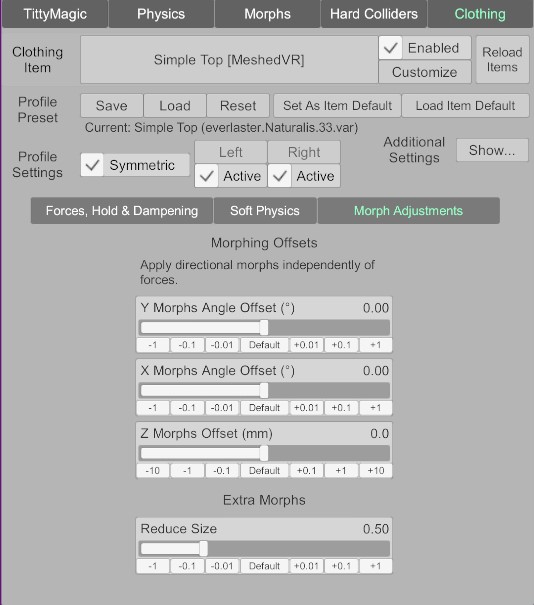 TittyMagic Physics Morphs Hard Colliders Clothing
Clothing Item Simple Top [MeshedVR] Enabled Customize Reload Items
Profile Preset Save Load Reset Set As Item Default Load Item Default
Current: Simple Top (everlaster.Naturalis.33.var)
Profile Settings Symmetric Left Right Active Active Additional Settings Show...
Forces, Hold & Dampening Soft Physics Morph Adjustments
Morphing Offsets
Apply directional morphs independently of
forces.
Y Morphs Angle Offset (°) 0.00
-1 -0.1 -0.01 Default +0.01 +0.1 +1
X Morphs Angle Offset (°) 0.00
-1 -0.1 -0.01 Default +0.01 +0.1 +1
Z Morphs Offset (mm) 0.0
-10 -1 -0.1 Default +0.1 +1 +10
Extra Morphs
Reduce Size 0.50
-1 -0.1 -0.01 Default +0.01 +0.1 +1